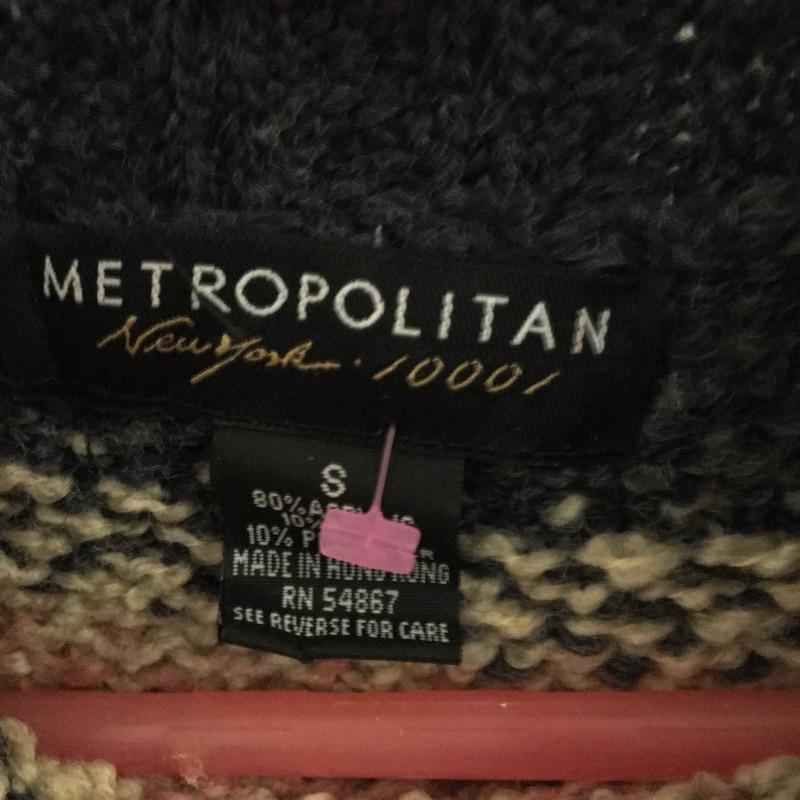 METROPOLITAN
New York · 10001
S
80%
10%
10%
MADE IN HONG KONG
RN 54867
SEE REVERSE FOR CARE